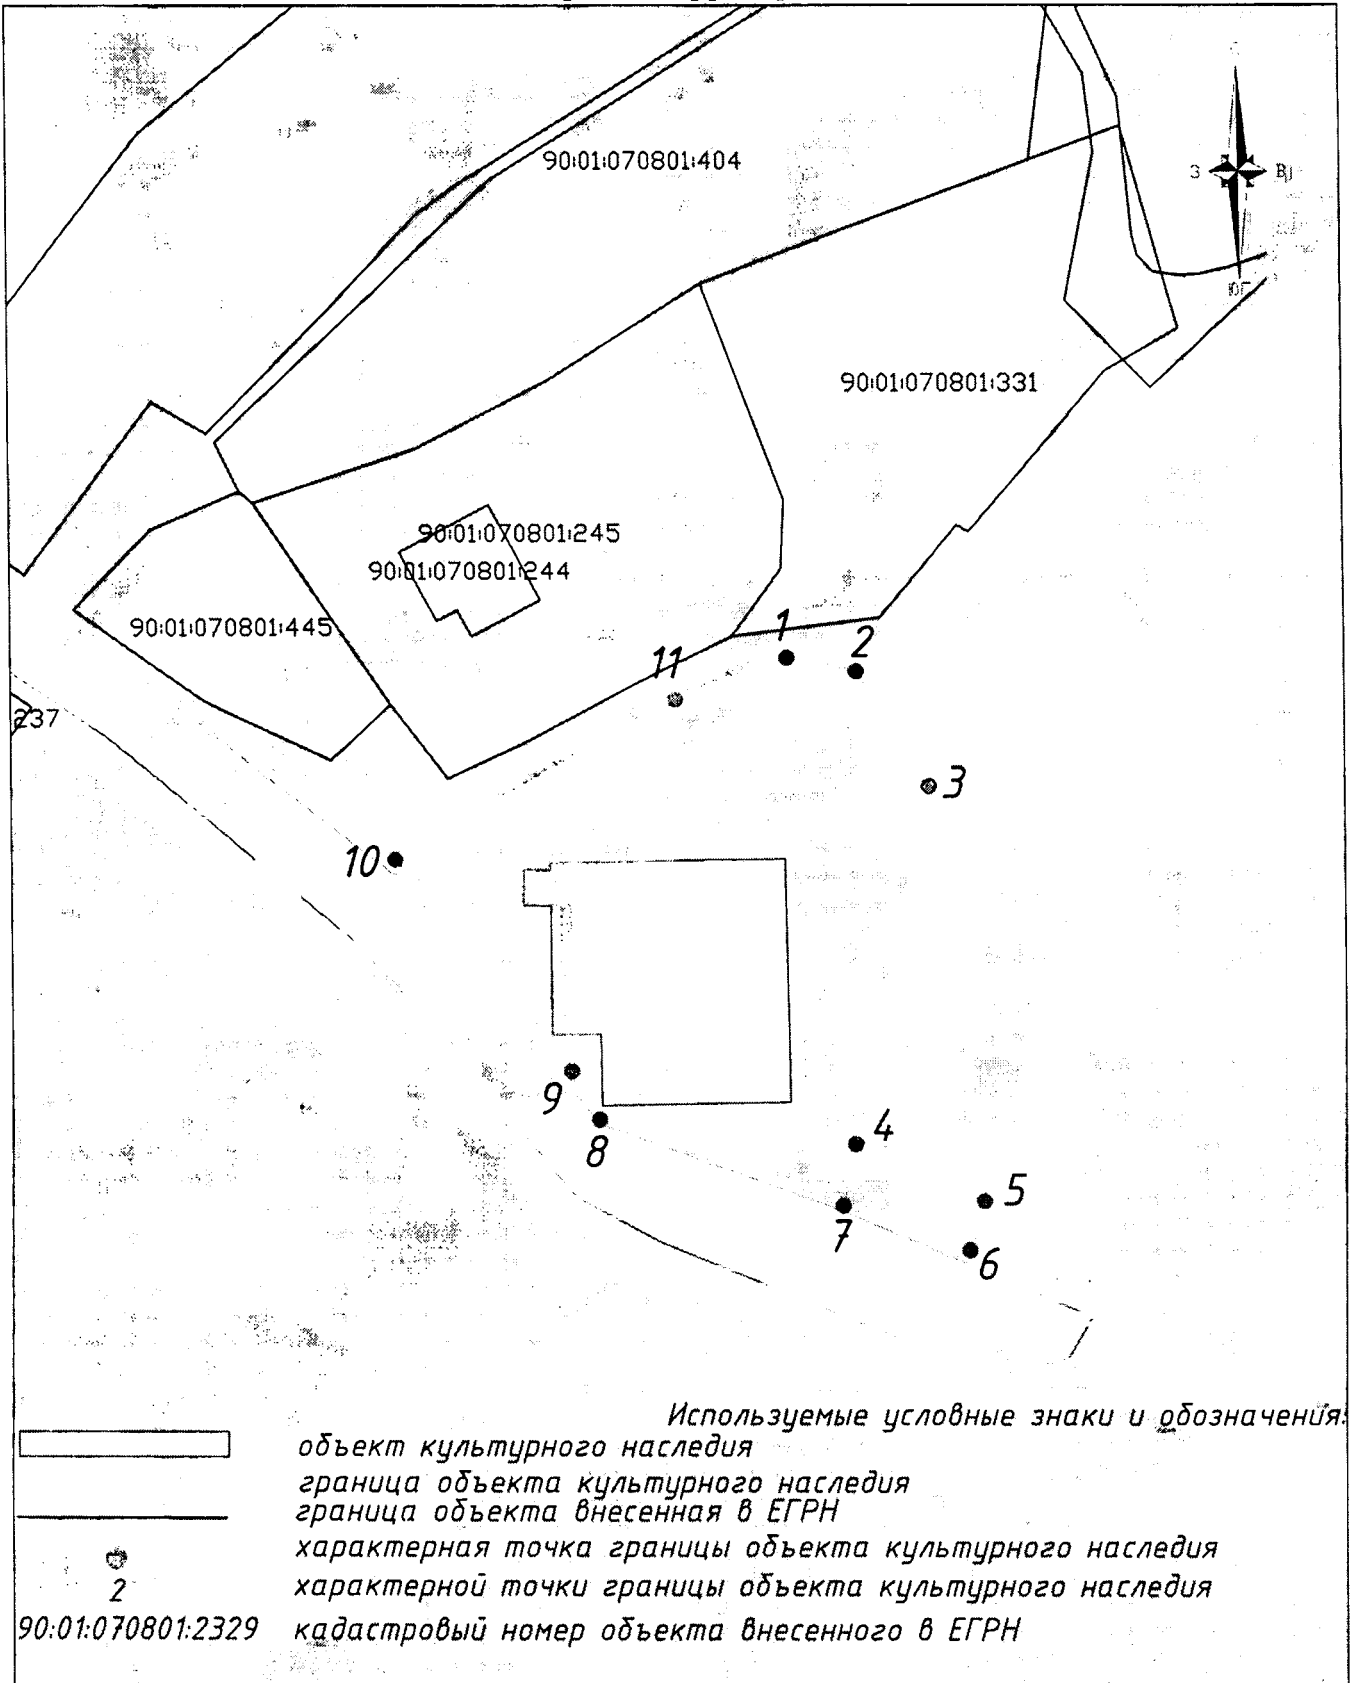 С
90:01:070801:404
З
В
ЮГ
90:01:070801:331
90:01:070801:245
90:01:070801:244
90:01:070801:445
1
2
11
237
3
10
9
8
4
5
7
6
Используемые условные знаки и обозначения:
объект культурного наследия
граница объекта культурного наследия
граница объекта внесенная в ЕГРН
характерная точка границы объекта культурного наследия
2 характерной точки границы объекта культурного наследия
90:01:070801:2329 кадастровый номер объекта внесенного в ЕГРН